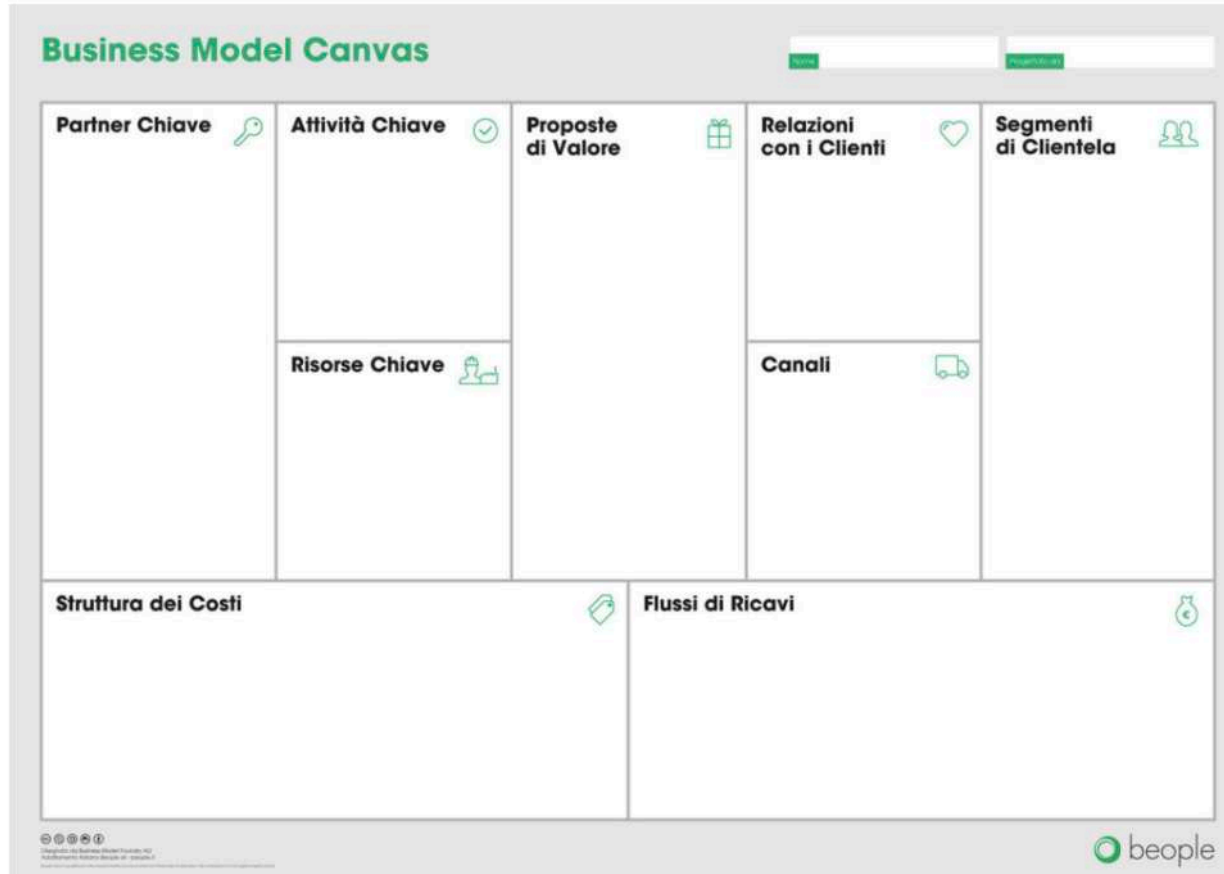 Business Model Canvas
Nome
Partner Chiave
Attività Chiave
Proposte
di Valore
Relazioni
con i Clienti
Segmenti
di Clientela
Risorse Chiave
Canali
Struttura dei Costi
Flussi di Ricavi
€
beople